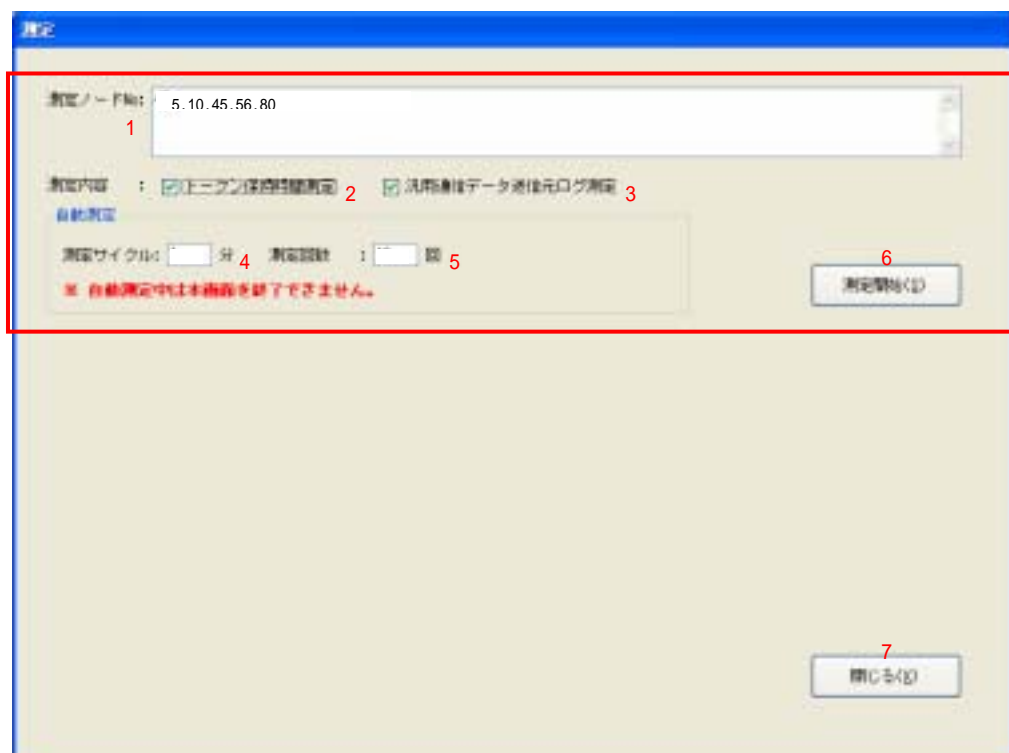 測定
測定ノードNo: 5.10.45.56.80
1
測定内容 : トークン保持時間測定 2 汎用通信データ送信元ログ測定 3
自動測定
測定サイクル: 分 4 測定回数 : 回 5
6
※ 自動測定中は本画面を終了できません。
測定開始(S)
7
閉じる(X)